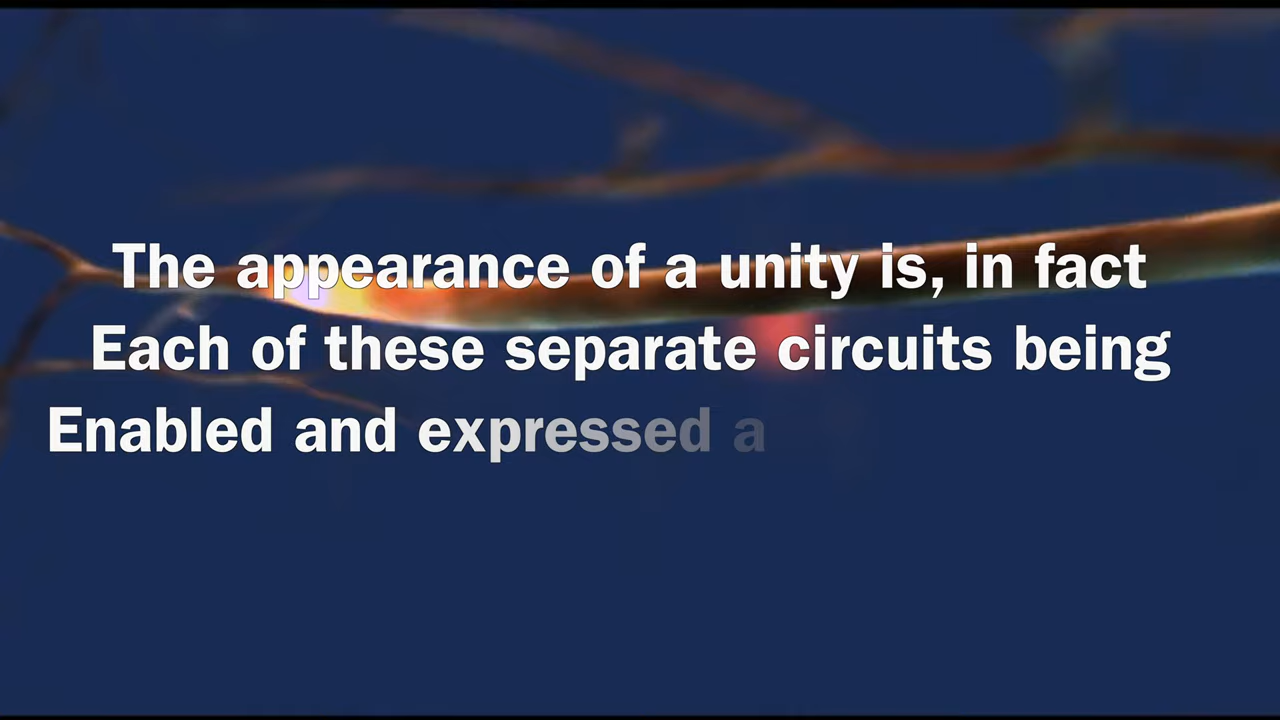 The appearance of a unity is, in fact
Each of these separate circuits being
Enabled and expressed a